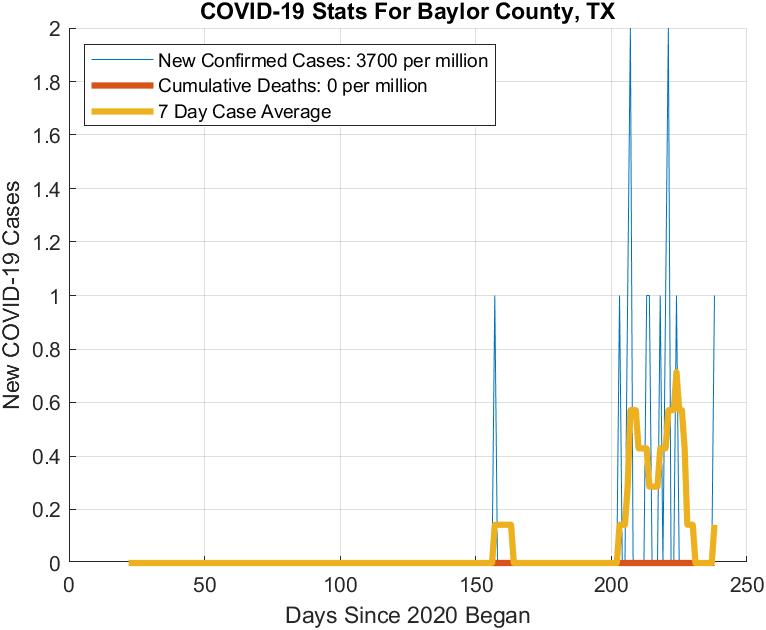 COVID-19 Stats For Baylor County, TX
New Confirmed Cases: 3700 per million
Cumulative Deaths: 0 per million
7 Day Case Average
New COVID-19 Cases
2
1.8
1.6
1.4
1.2
1
0.8
0.6
0.4
0.2
0
0 50 100 150 200 250
Days Since 2020 Began